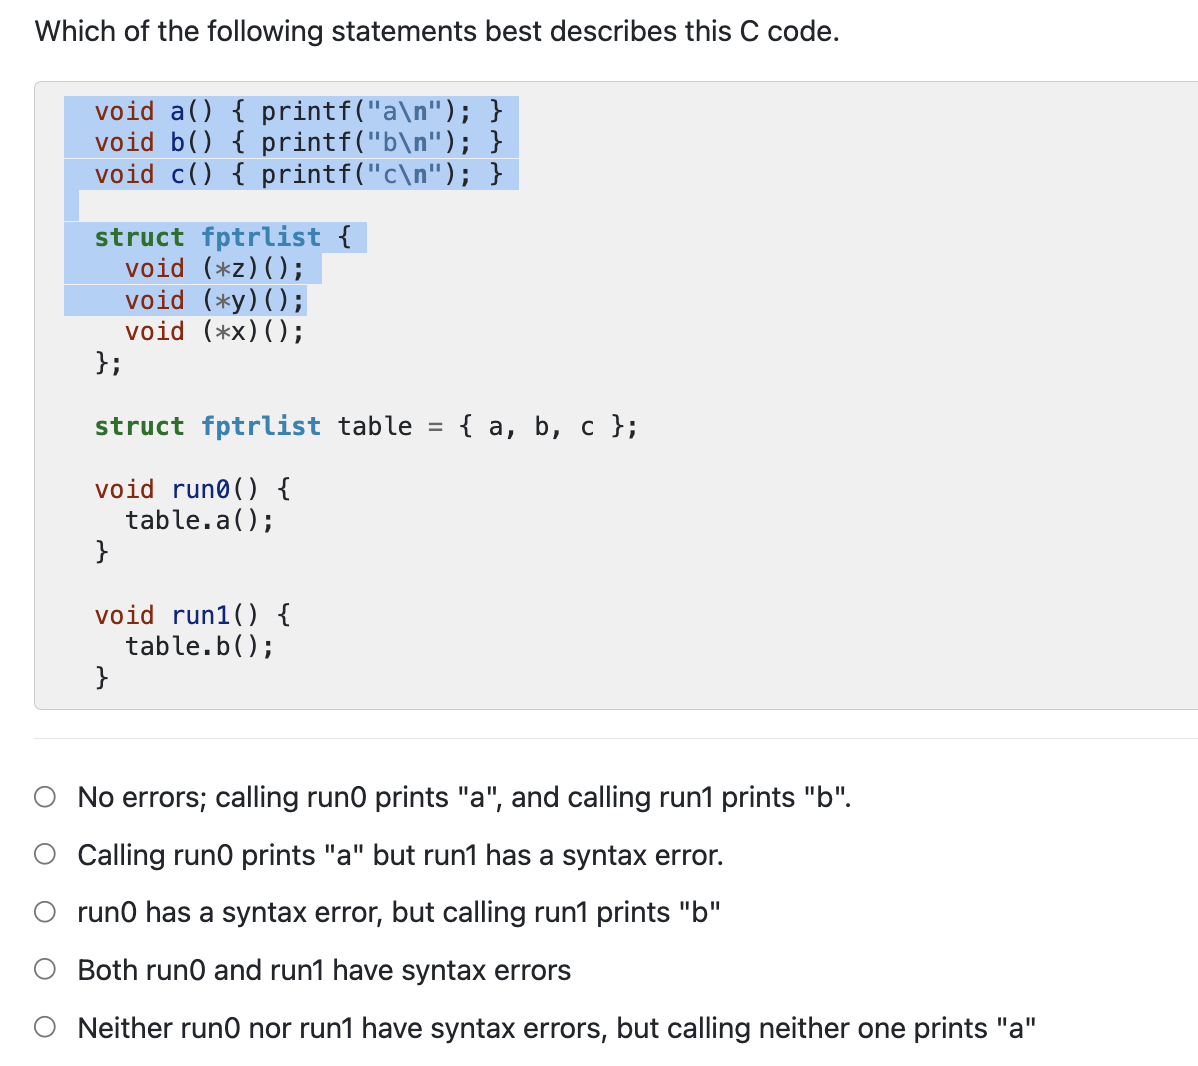 Which of the following statements best describes this C code.
void a() { printf("a\n"); }
void b() { printf("b\n"); }
void c() { printf("c\n"); }
struct fptrlist {
void (*z)();
void (*y)();
void (*x)();
};
struct fptrlist table = { a, b, c };
void run0() {
table.a();
}
void run1() {
table.b();
}
No errors; calling run0 prints "a", and calling run1 prints "b".
Calling run0 prints "a" but run1 has a syntax error.
run0 has a syntax error, but calling run1 prints "b"
Both run0 and run1 have syntax errors
Neither run0 nor run1 have syntax errors, but calling neither one prints "a"